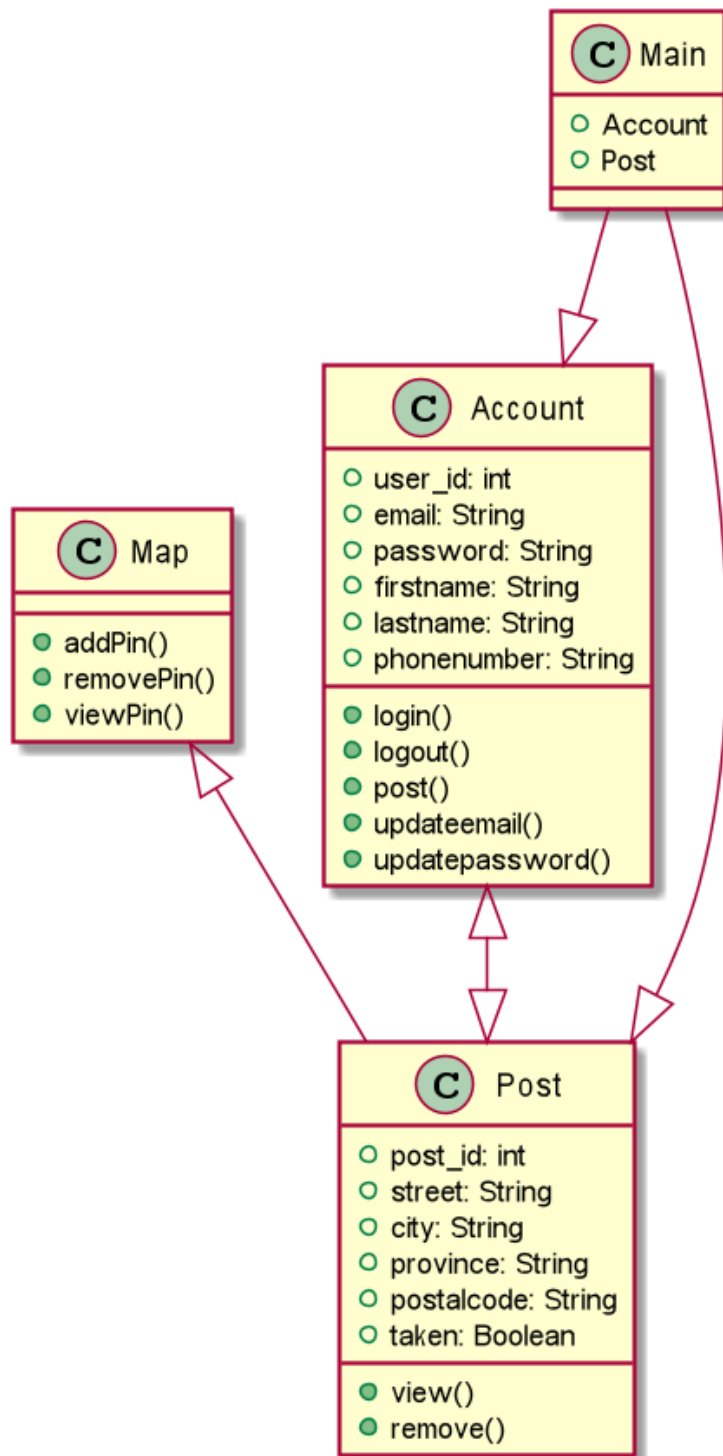 C Main
Account
Post
C Account
user_id: int
email: String
password: String
firstname: String
lastname: String
phonenumber: String
login()
logout()
post()
updateemail()
updatepassword()
C Map
addPin()
removePin()
viewPin()
C Post
post_id: int
street: String
city: String
province: String
postalcode: String
taken: Boolean
view()
remove()